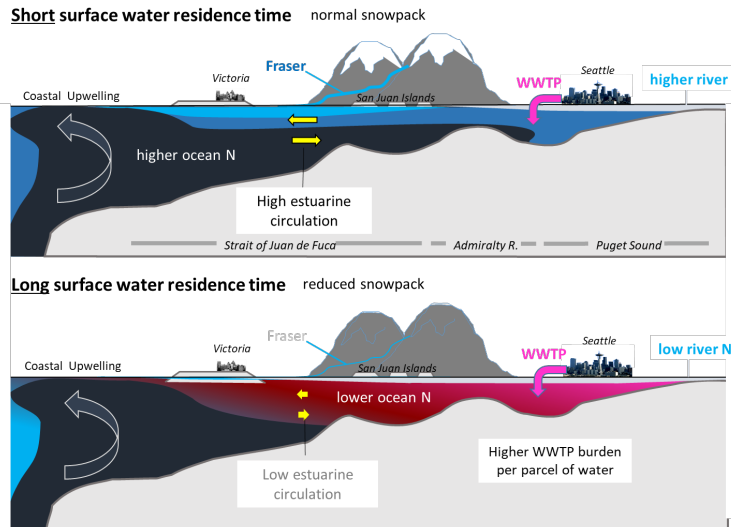 Short surface water residence time normal snowpack
Fraser
Victoria
WWTP
Seattle
higher river
Coastal Upwelling
San Juan Islands
higher ocean N
High estuarine
circulation
Strait of Juan de Fuca
Admiralty R.
Puget Sound
Long surface water residence time reduced snowpack
Fraser
Victoria
WWTP
Seattle
low river N
Coastal Upwelling
San Juan Islands
lower ocean N
Low estuarine
circulation
Higher WWTP burden
per parcel of water